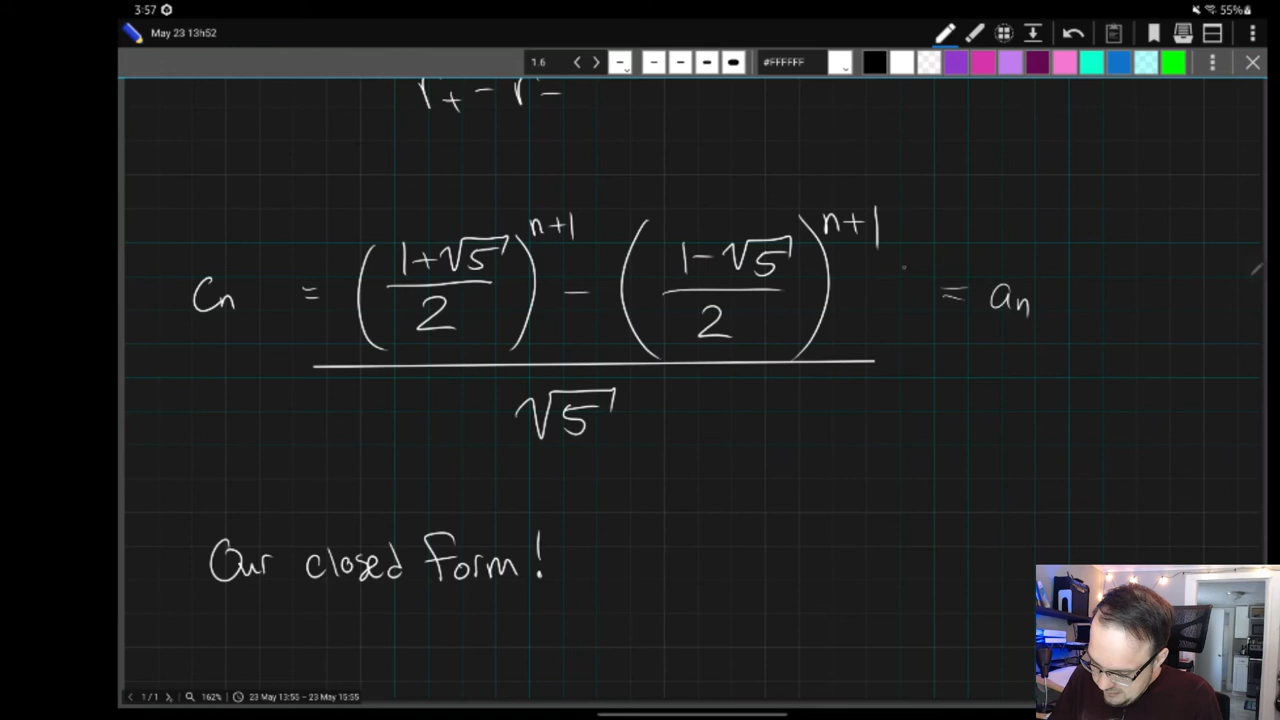 3:57 55%
May 23 13h52
1.6 #FFFFFF
r₊ - r₋
Cₙ = ((1+√5)/2)ⁿ⁺¹ - ((1-√5)/2)ⁿ⁺¹ = aₙ
√5
Our closed form!
1/1 162% 23 May 13:55 – 23 May 15:55